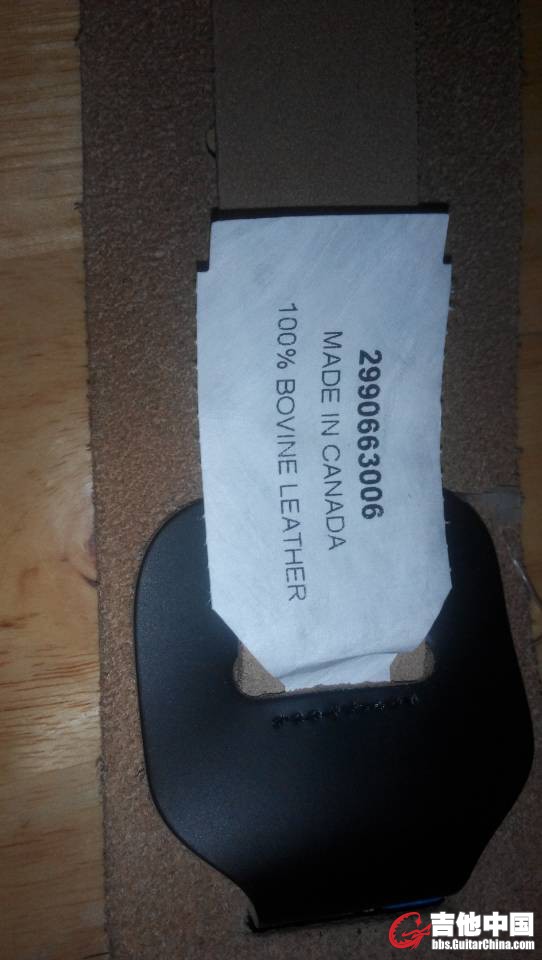 2990663006
MADE IN CANADA
100% BOVINE LEATHER
吉他中国
bbs.GuitarChina.com